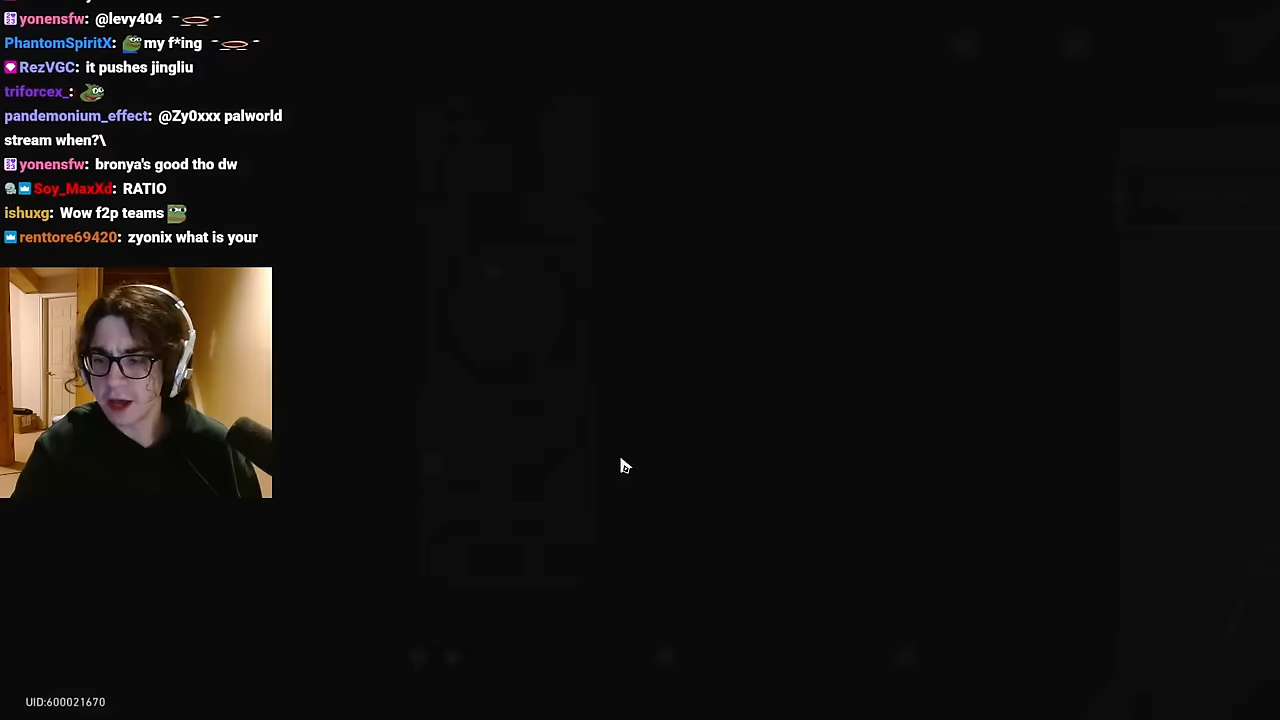 yonensfw: @levy404
PhantomSpiritX: my f*ing
RezVGC: it pushes jingliu
triforcex_:
pandemonium_effect: @Zy0xxx palworld
stream when?\
yonensfw: bronya's good tho dw
Soy_MaxXd: RATIO
ishuxg: Wow f2p teams
renttore69420: zyonix what is your
UID:600021670